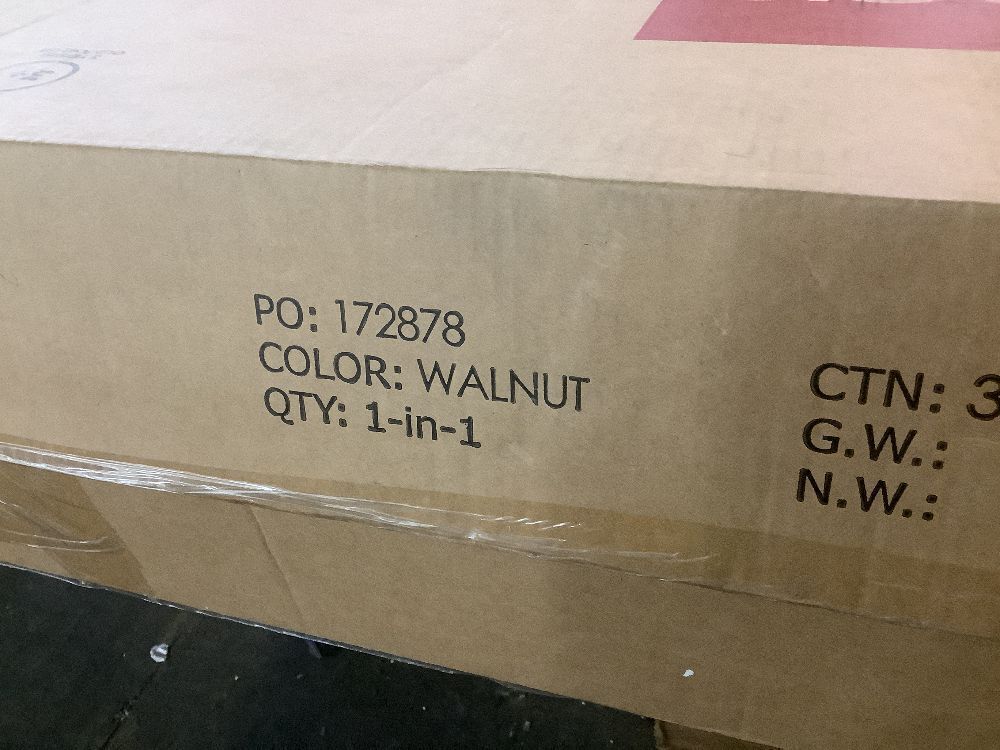 PO: 172878
COLOR: WALNUT
QTY: 1-in-1
CTN: 3
G.W.:
N.W.: